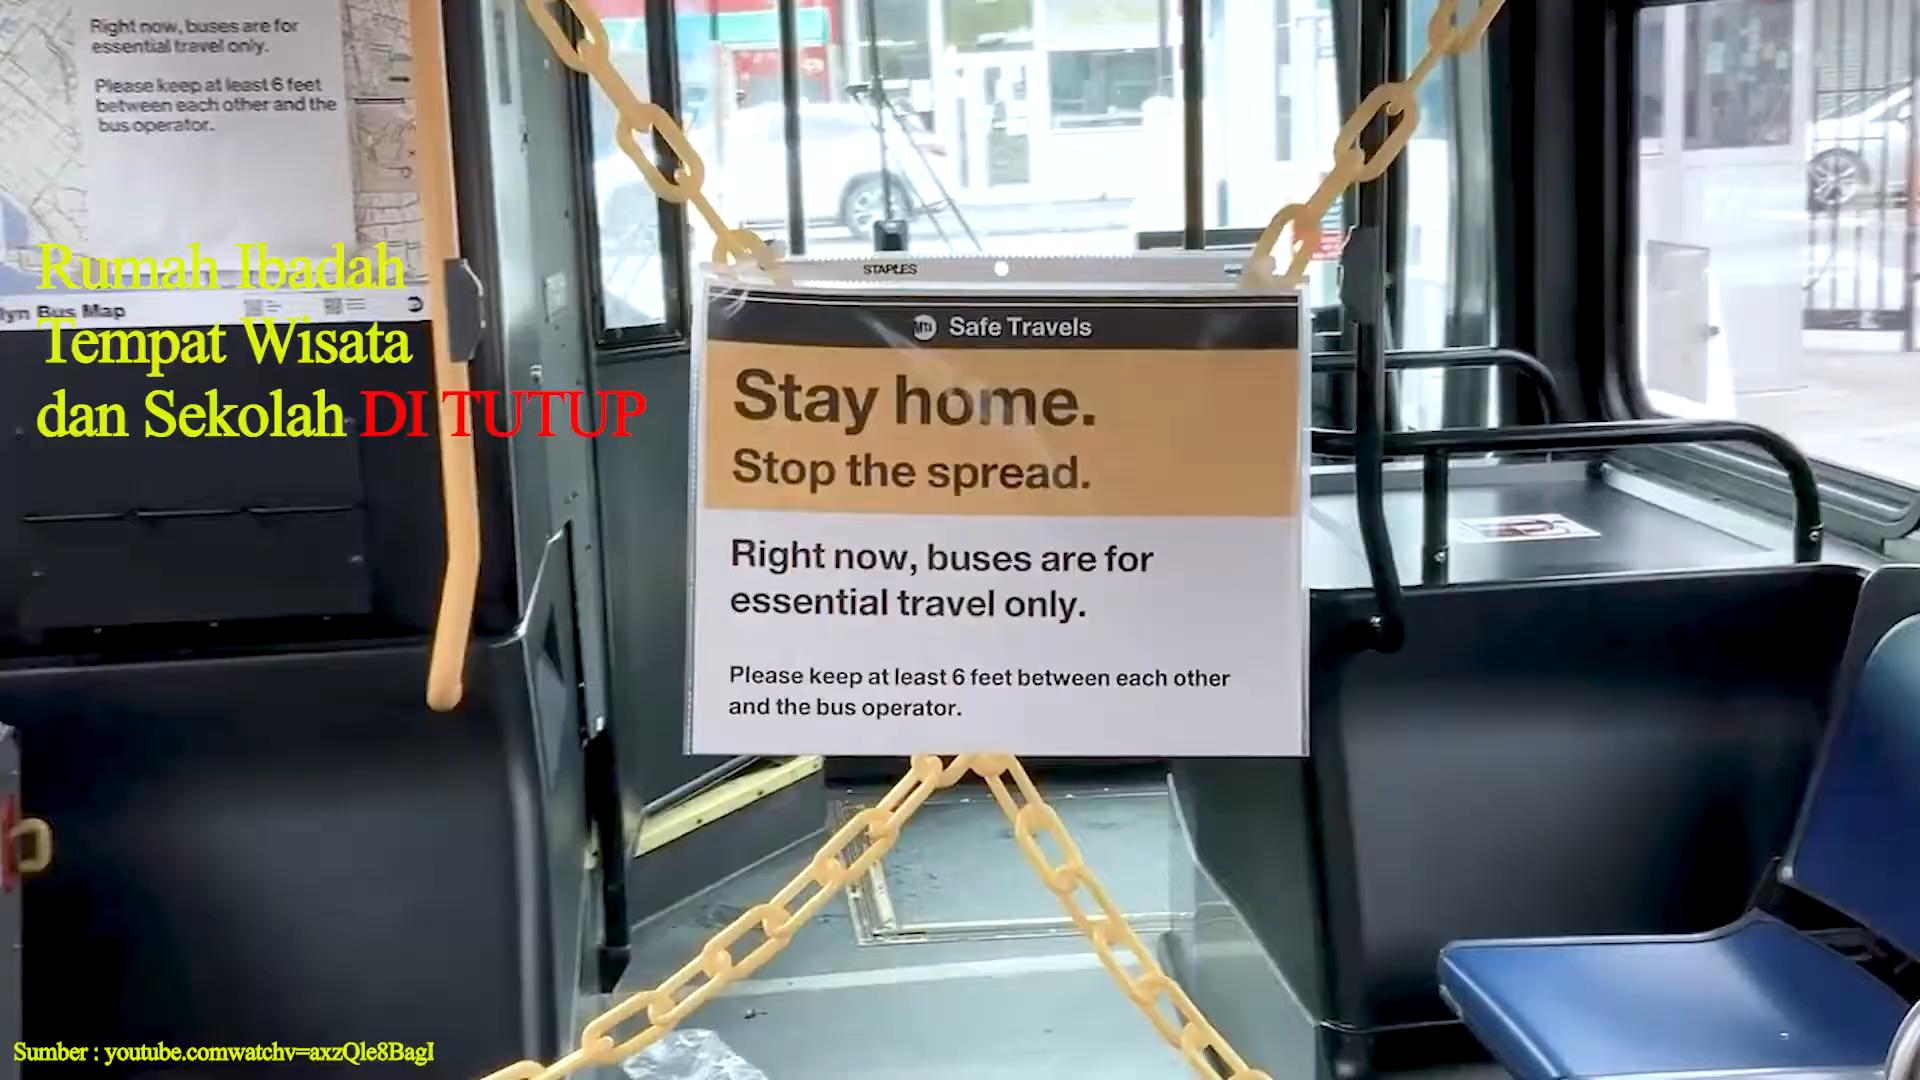 Right now, buses are for
essential travel only.
Please keep at least 6 feet
between each other and the
bus operator.
Rumah Ibadah
lyn Bus Map
Tempat Wisata
dan Sekolah DI TUTUP
STAPLES
MTA Safe Travels
Stay home.
Stop the spread.
Right now, buses are for
essential travel only.
Please keep at least 6 feet between each other
and the bus operator.
Sumber : youtube.comwatchv=axzQle8BagI